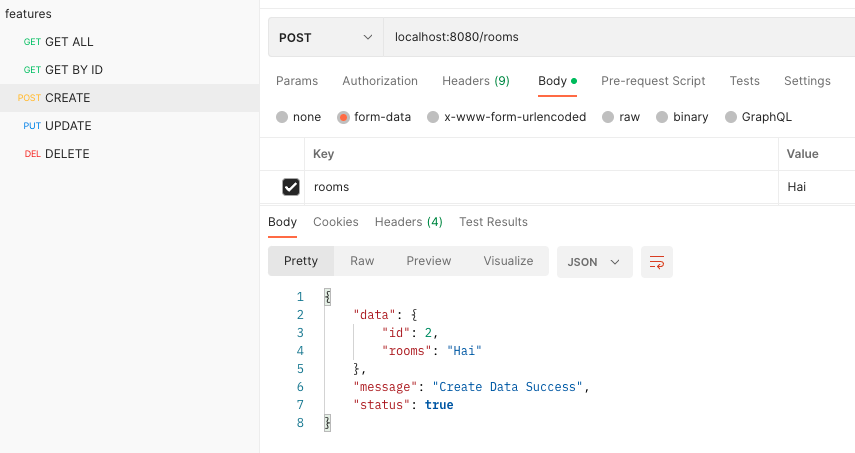 features
GET GET ALL
GET GET BY ID
POST CREATE
PUT UPDATE
DEL DELETE
POST localhost:8080/rooms
Params Authorization Headers (9) Body Pre-request Script Tests Settings
none form-data x-www-form-urlencoded raw binary GraphQL
Key Value
rooms Hai
Body Cookies Headers (4) Test Results
Pretty Raw Preview Visualize JSON
1 {
2 "data": {
3 "id": 2,
4 "rooms": "Hai"
5 },
6 "message": "Create Data Success",
7 "status": true
8 }